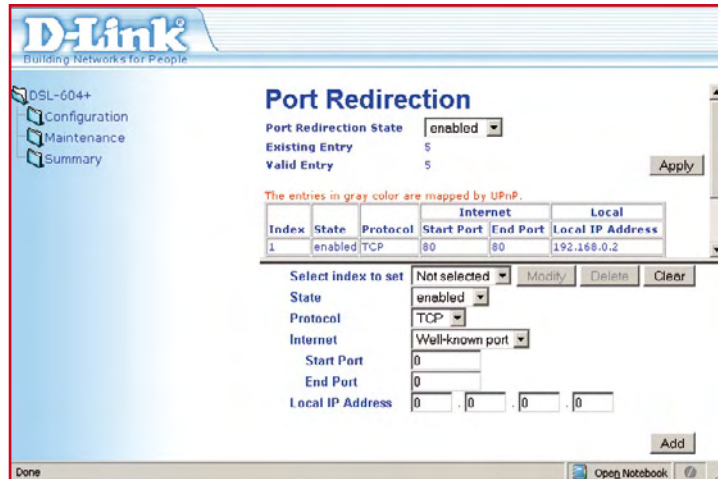 D-Link
Building Networks for People
DSL-604+
Configuration
Maintenance
Summary
Port Redirection
Port Redirection State enabled
Existing Entry 5
Valid Entry 5
Apply
The entries in gray color are mapped by UPnP.
Internet Local
Index State Protocol Start Port End Port Local IP Address
1 enabled TCP 80 80 192.168.0.2
Select index to set Not selected Modify Delete Clear
State enabled
Protocol TCP
Internet Well-known port
Start Port 0
End Port 0
Local IP Address 0 . 0 . 0 . 0
Add
Done Open Notebook